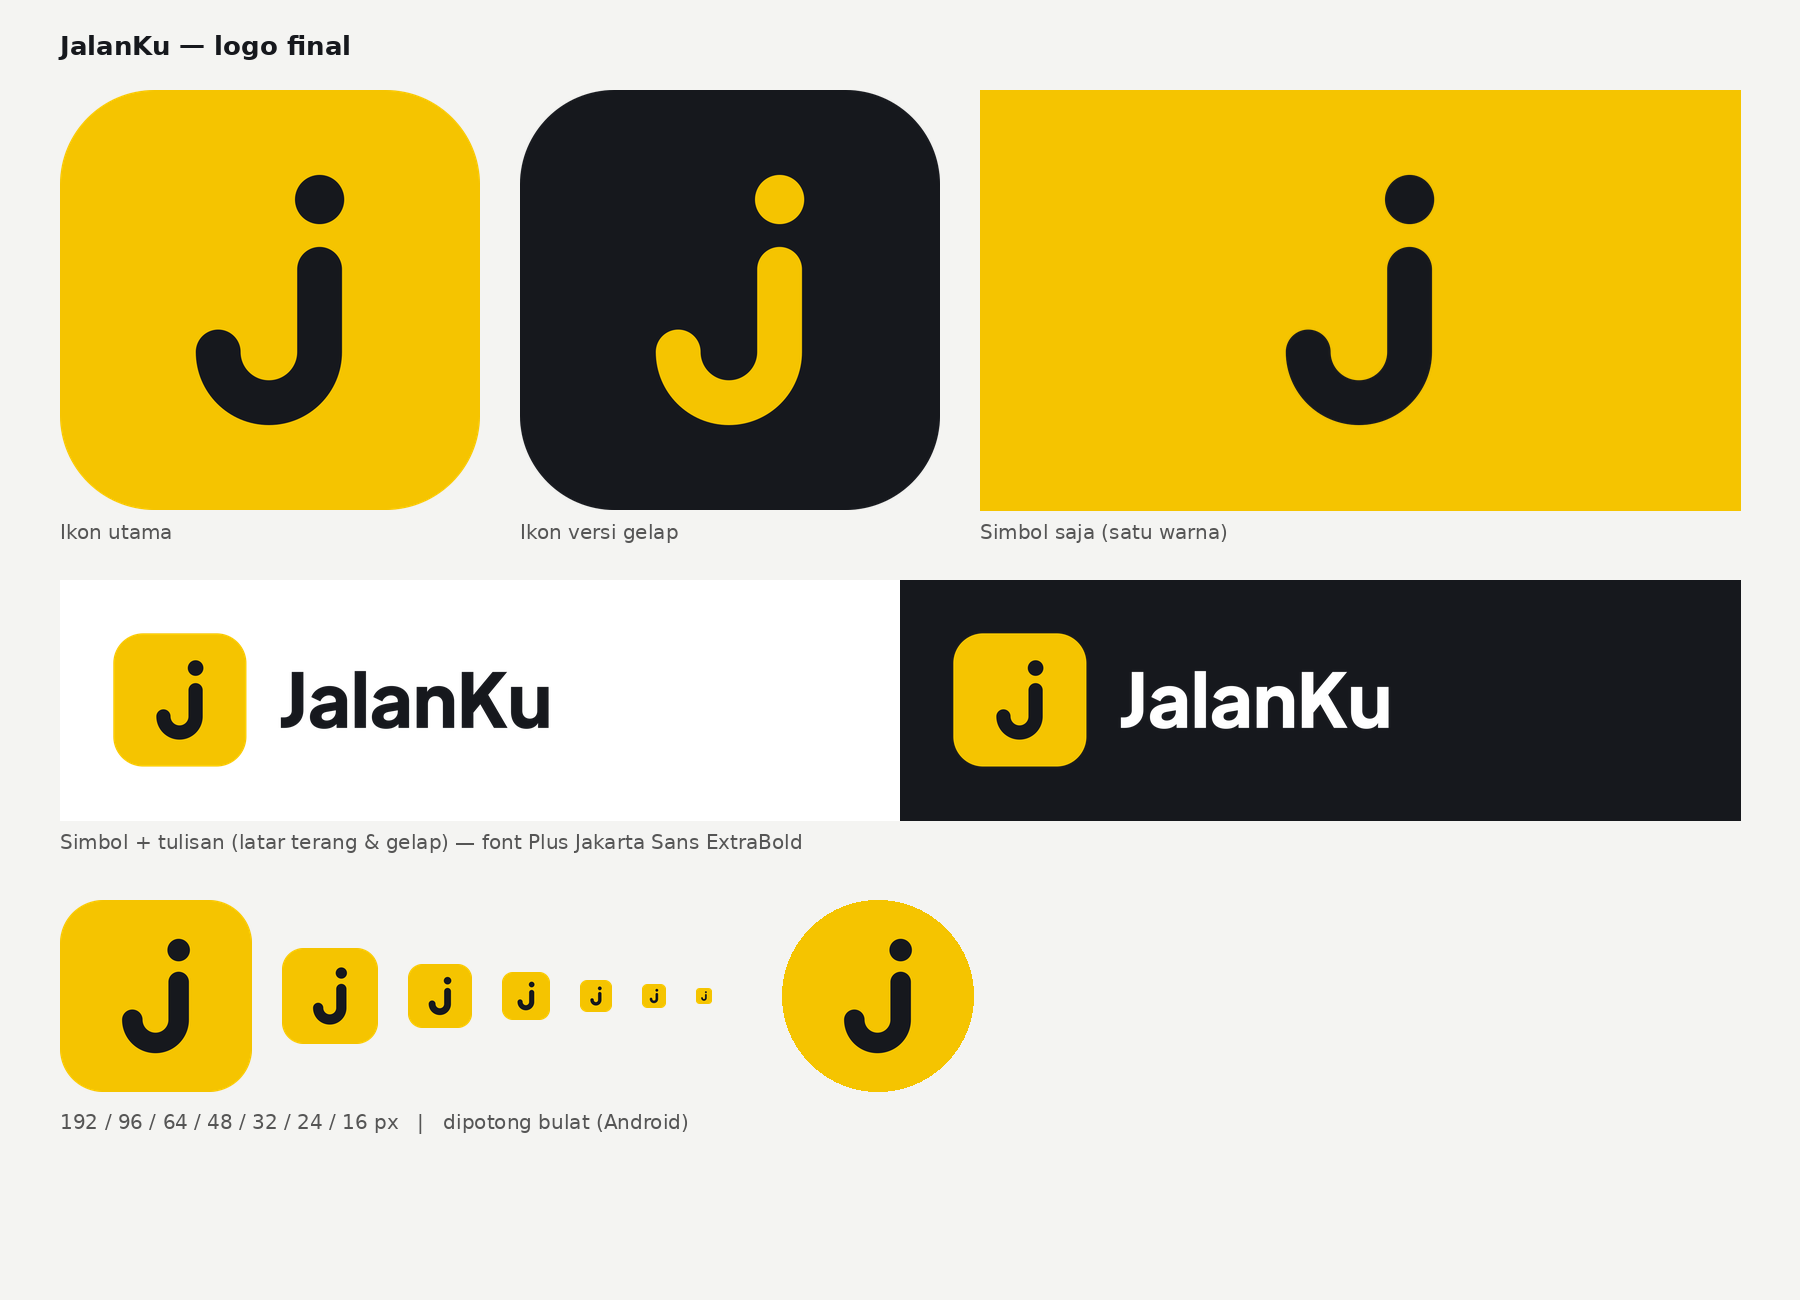 JalanKu — logo final
j
j
j
Ikon utama
Ikon versi gelap
Simbol saja (satu warna)
j JalanKu
j JalanKu
Simbol + tulisan (latar terang & gelap) — font Plus Jakarta Sans ExtraBold
j j j j j j j j
192 / 96 / 64 / 48 / 32 / 24 / 16 px | dipotong bulat (Android)